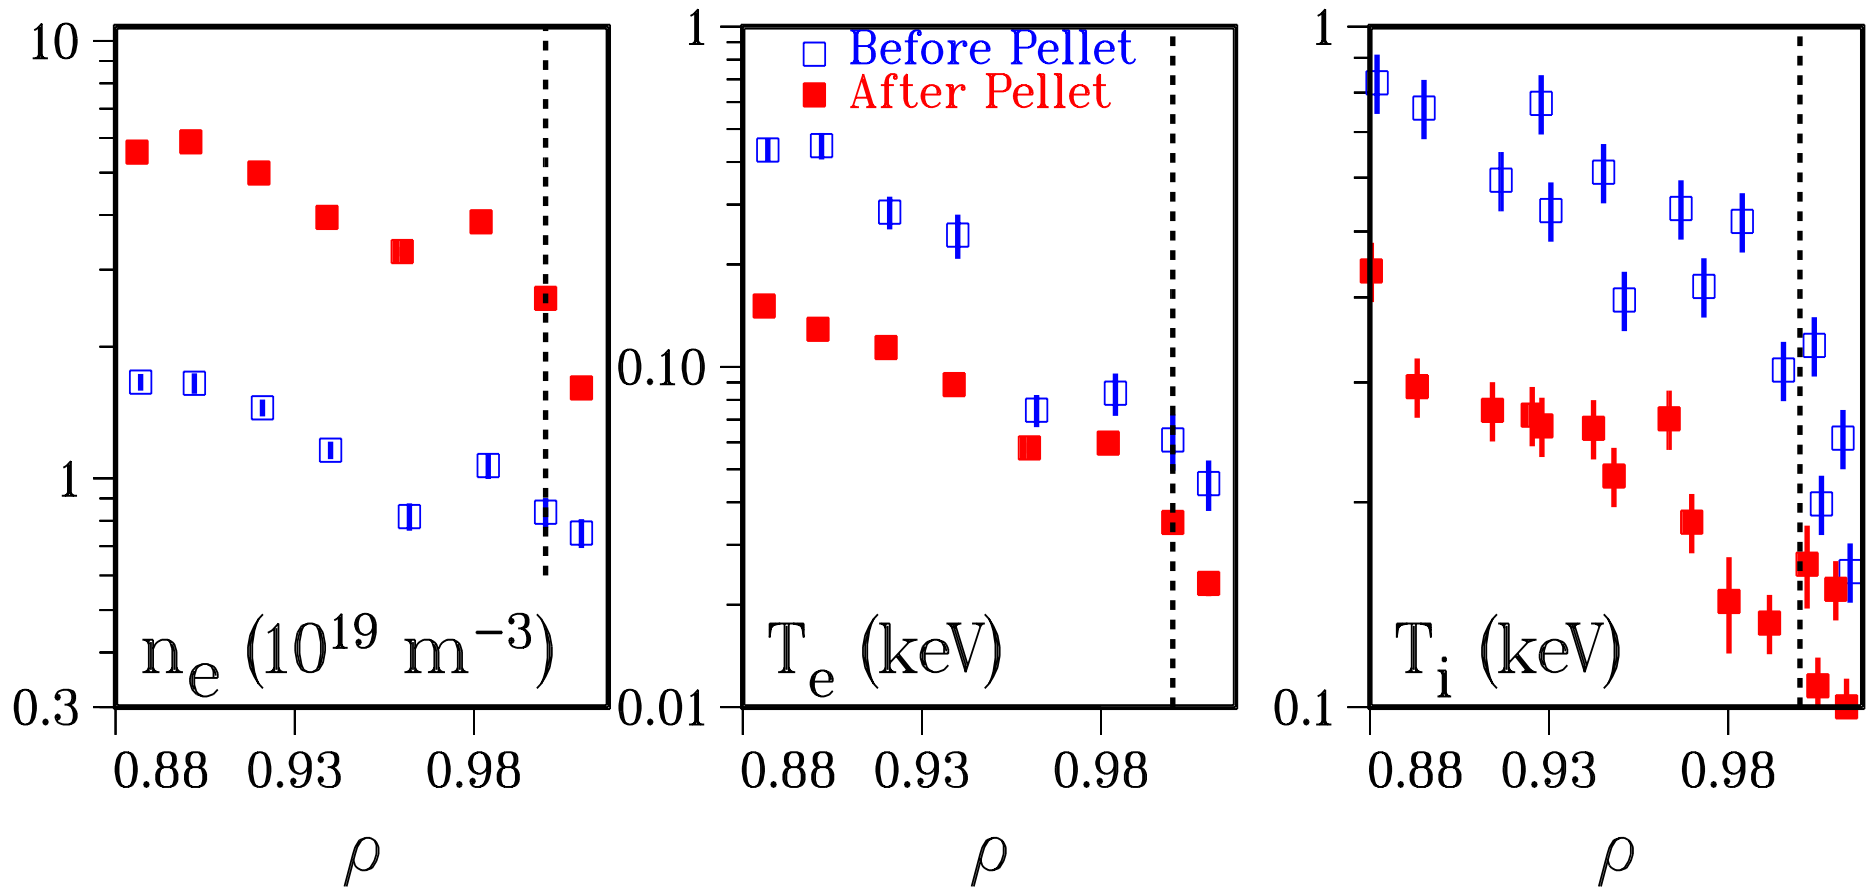 10
1
0.3
n_e (10^19 m^−3)
0.88 0.93 0.98
ρ
1
0.10
0.01
Before Pellet
After Pellet
T_e (keV)
0.88 0.93 0.98
ρ
1
0.1
T_i (keV)
0.88 0.93 0.98
ρ